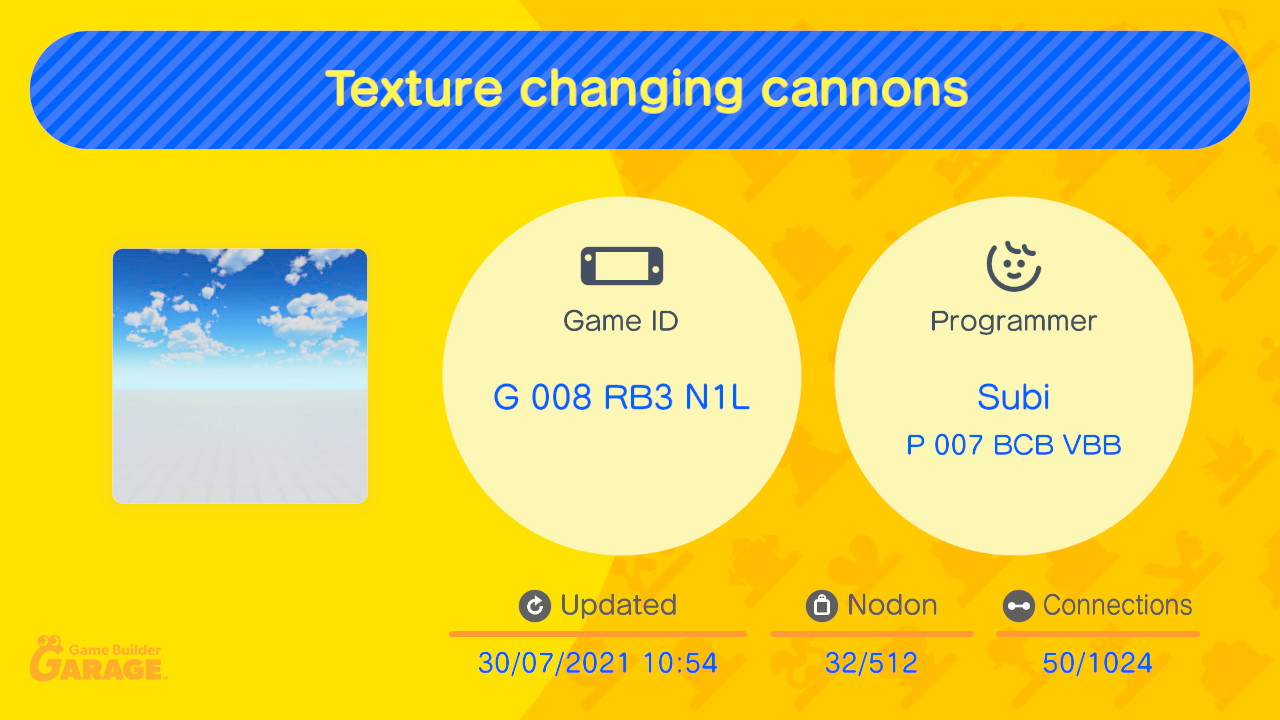 Texture changing cannons
Game ID
G 008 RB3 N1L
Programmer
Subi
P 007 BCB VBB
Updated
30/07/2021 10:54
Nodon
32/512
Connections
50/1024
Game Builder
GARAGE